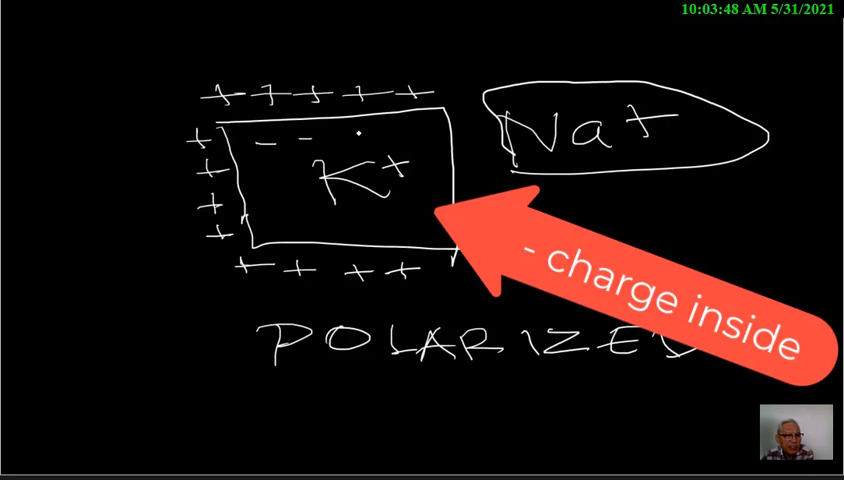 10:03:48 AM 5/31/2021
+ + + + +
Na+
+ - -
K+
+
+
+
+ + + +
- charge inside
POLARIZED